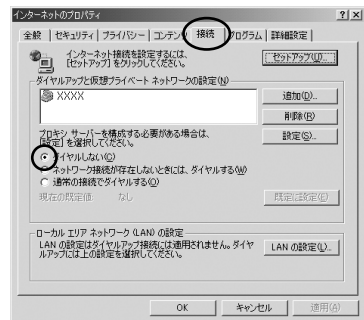 インターネットのプロパティ
全般 セキュリティ プライバシー コンテンツ 接続 プログラム 詳細設定
インターネット接続を設定するには、
[セットアップ] をクリックしてください。
セットアップ(U)...
ダイヤルアップと仮想プライベート ネットワークの設定(N)
XXXX
追加(D)...
削除(R)
プロキシ サーバーを構成する必要がある場合は、
[設定] を選択してください。
設定(S)...
ダイヤルしない(C)
ネットワーク接続が存在しないときには、ダイヤルする(W)
通常の接続でダイヤルする(O)
現在の既定値 なし
既定に設定(E)
ローカル エリア ネットワーク (LAN) の設定
LAN の設定はダイヤルアップ接続には適用されません。ダイヤ
ルアップには上の設定を選択してください。
LAN の設定(L)...
OK キャンセル 適用(A)